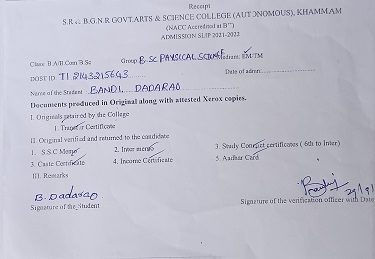 Receipt
S.R & B.G.N.R GOVT.ARTS & SCIENCE COLLEGE (AUTONOMOUS), KHAMMAM
(NACC Accredited at B++)
ADMISSION SLIP 2021-2022
Class: B.A/B.Com/B.Sc Group: B.SC PHYSICAL SCIENCE Medium: EM/TM
DOST ID: TI 2143215643 Date of admn:
Name of the Student BANDI. DADARAO
Documents produced in Original along with attested Xerox copies.
I. Originals retained by the College
1. Transfer Certificate
II. Original verified and returned to the candidate
1. S.S.C Memo 2. Inter memo 3. Study Conduct certificates ( 6th to Inter)
3. Caste Certificate 4. Income Certificate 5. Aadhar Card
III. Remarks
B. Dadarao
Signature of the Student Signature of the verification officer with Date